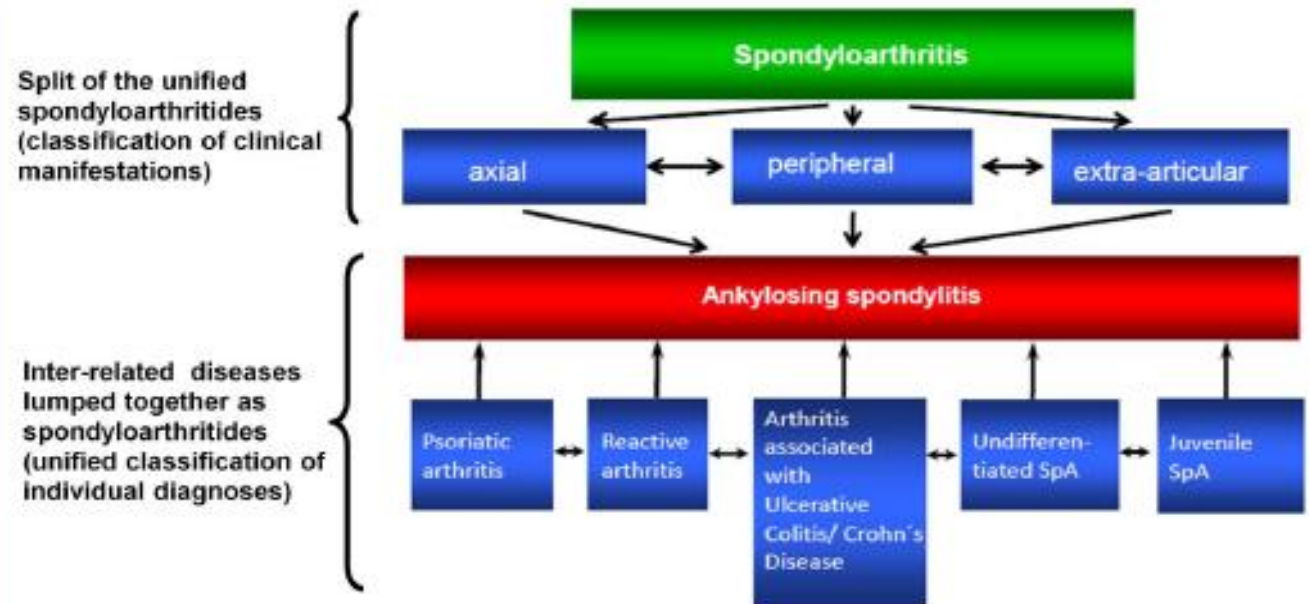 Split of the unified
spondyloarthritides
(classification of clinical
manifestations)
Spondyloarthritis
axial
peripheral
extra-articular
Inter-related diseases
lumped together as
spondyloarthritides
(unified classification of
individual diagnoses)
Ankylosing spondylitis
Psoriatic
arthritis
Reactive
arthritis
Arthritis
associated
with
Ulcerative
Colitis/ Crohn´s
Disease
Undifferen-
tiated SpA
Juvenile
SpA